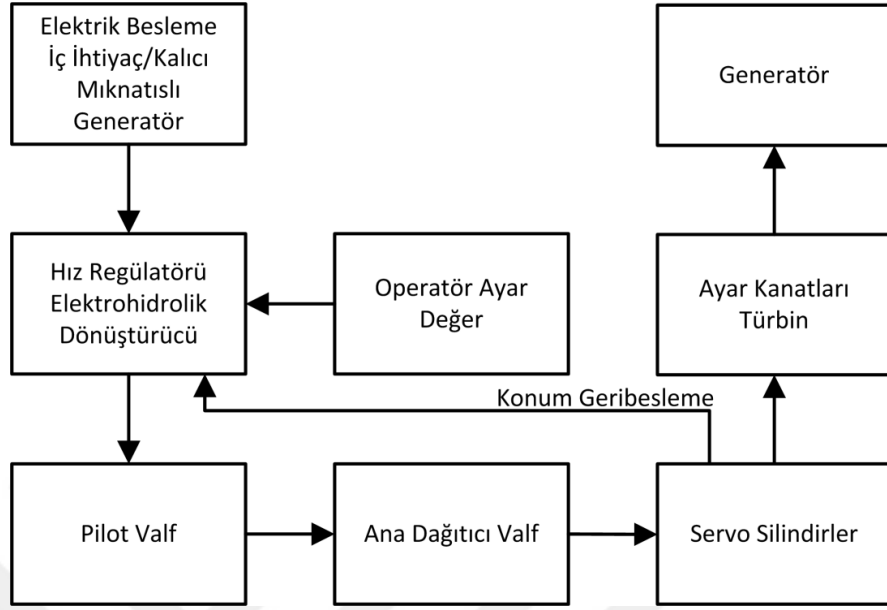 Elektrik Besleme
İç İhtiyaç/Kalıcı
Mıknatıslı
Generatör
Generatör
Hız Regülatörü
Elektrohidrolik
Dönüştürücü
Operatör Ayar
Değer
Ayar Kanatları
Türbin
Konum Geribesleme
Pilot Valf
Ana Dağıtıcı Valf
Servo Silindirler